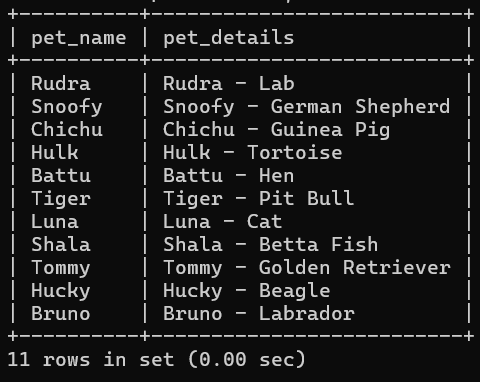 +----------+--------------------------+
| pet_name | pet_details              |
+----------+--------------------------+
| Rudra    | Rudra - Lab              |
| Snoofy   | Snoofy - German Shepherd |
| Chichu   | Chichu - Guinea Pig      |
| Hulk     | Hulk - Tortoise          |
| Battu    | Battu - Hen              |
| Tiger    | Tiger - Pit Bull         |
| Luna     | Luna - Cat               |
| Shala    | Shala - Betta Fish       |
| Tommy    | Tommy - Golden Retriever |
| Hucky    | Hucky - Beagle           |
| Bruno    | Bruno - Labrador         |
+----------+--------------------------+
11 rows in set (0.00 sec)